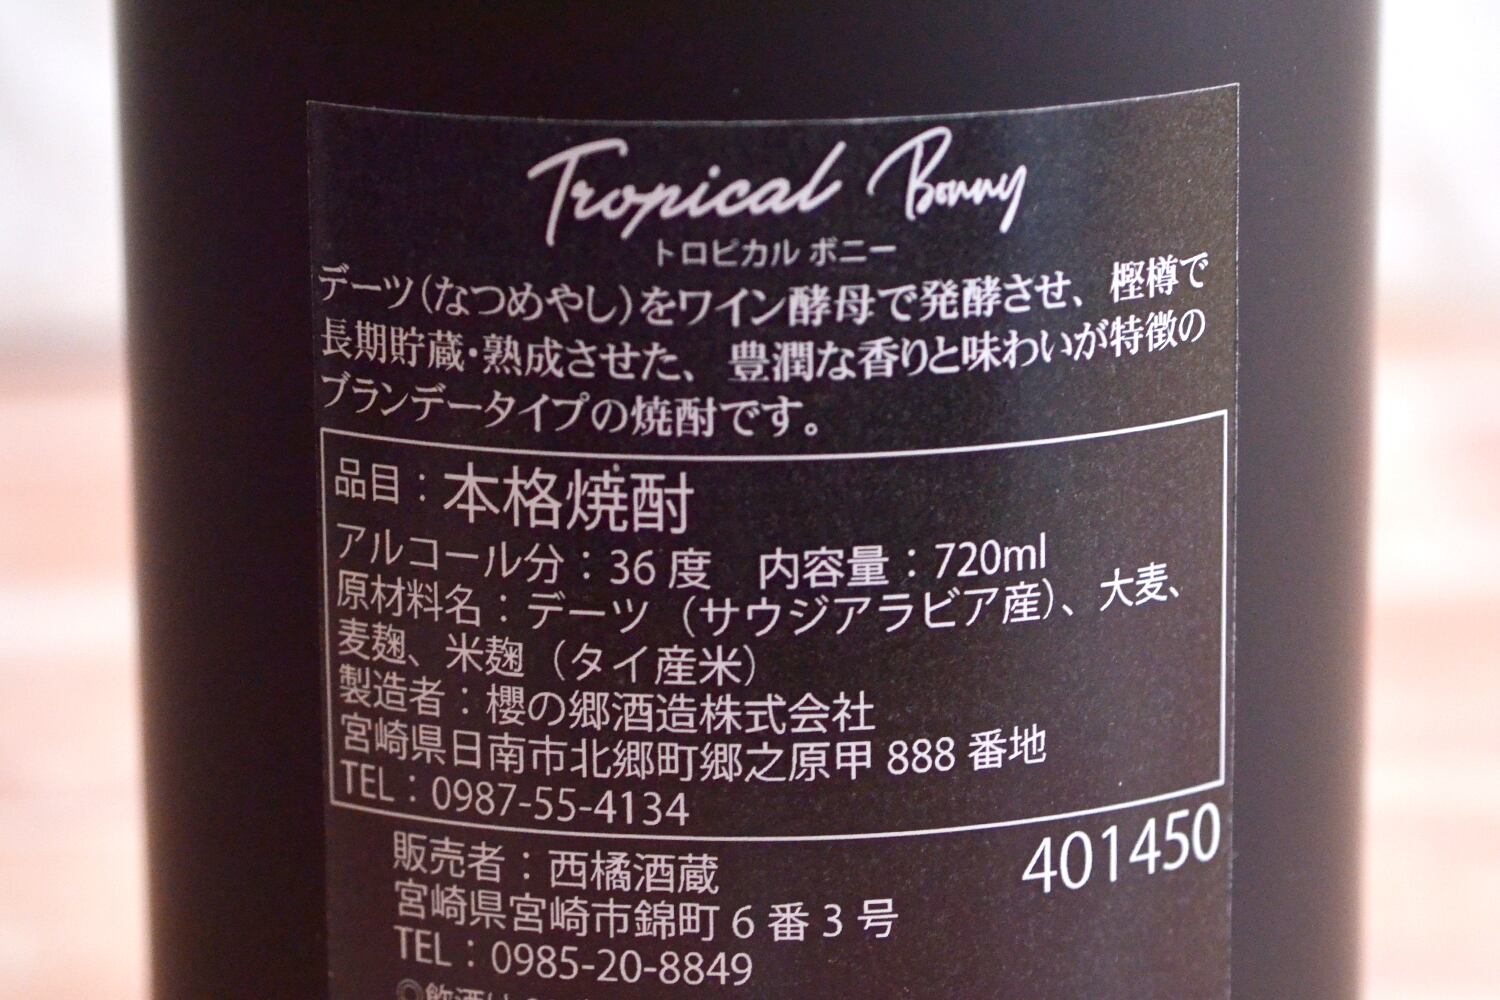 Tropical Bonny
トロピカル ボニー
デーツ(なつめやし)をワイン酵母で発酵させ、樫樽で
長期貯蔵・熟成させた、豊潤な香りと味わいが特徴の
ブランデータイプの焼酎です。
品目：本格焼酎
アルコール分：36度　内容量：720ml
原材料名：デーツ（サウジアラビア産）、大麦、
麦麹、米麹（タイ産米）
製造者：櫻の郷酒造株式会社
宮崎県日南市北郷町郷之原甲 888 番地
TEL：0987-55-4134
401450
販売者：西橘酒蔵
宮崎県宮崎市錦町 6 番 3 号
TEL：0985-20-8849